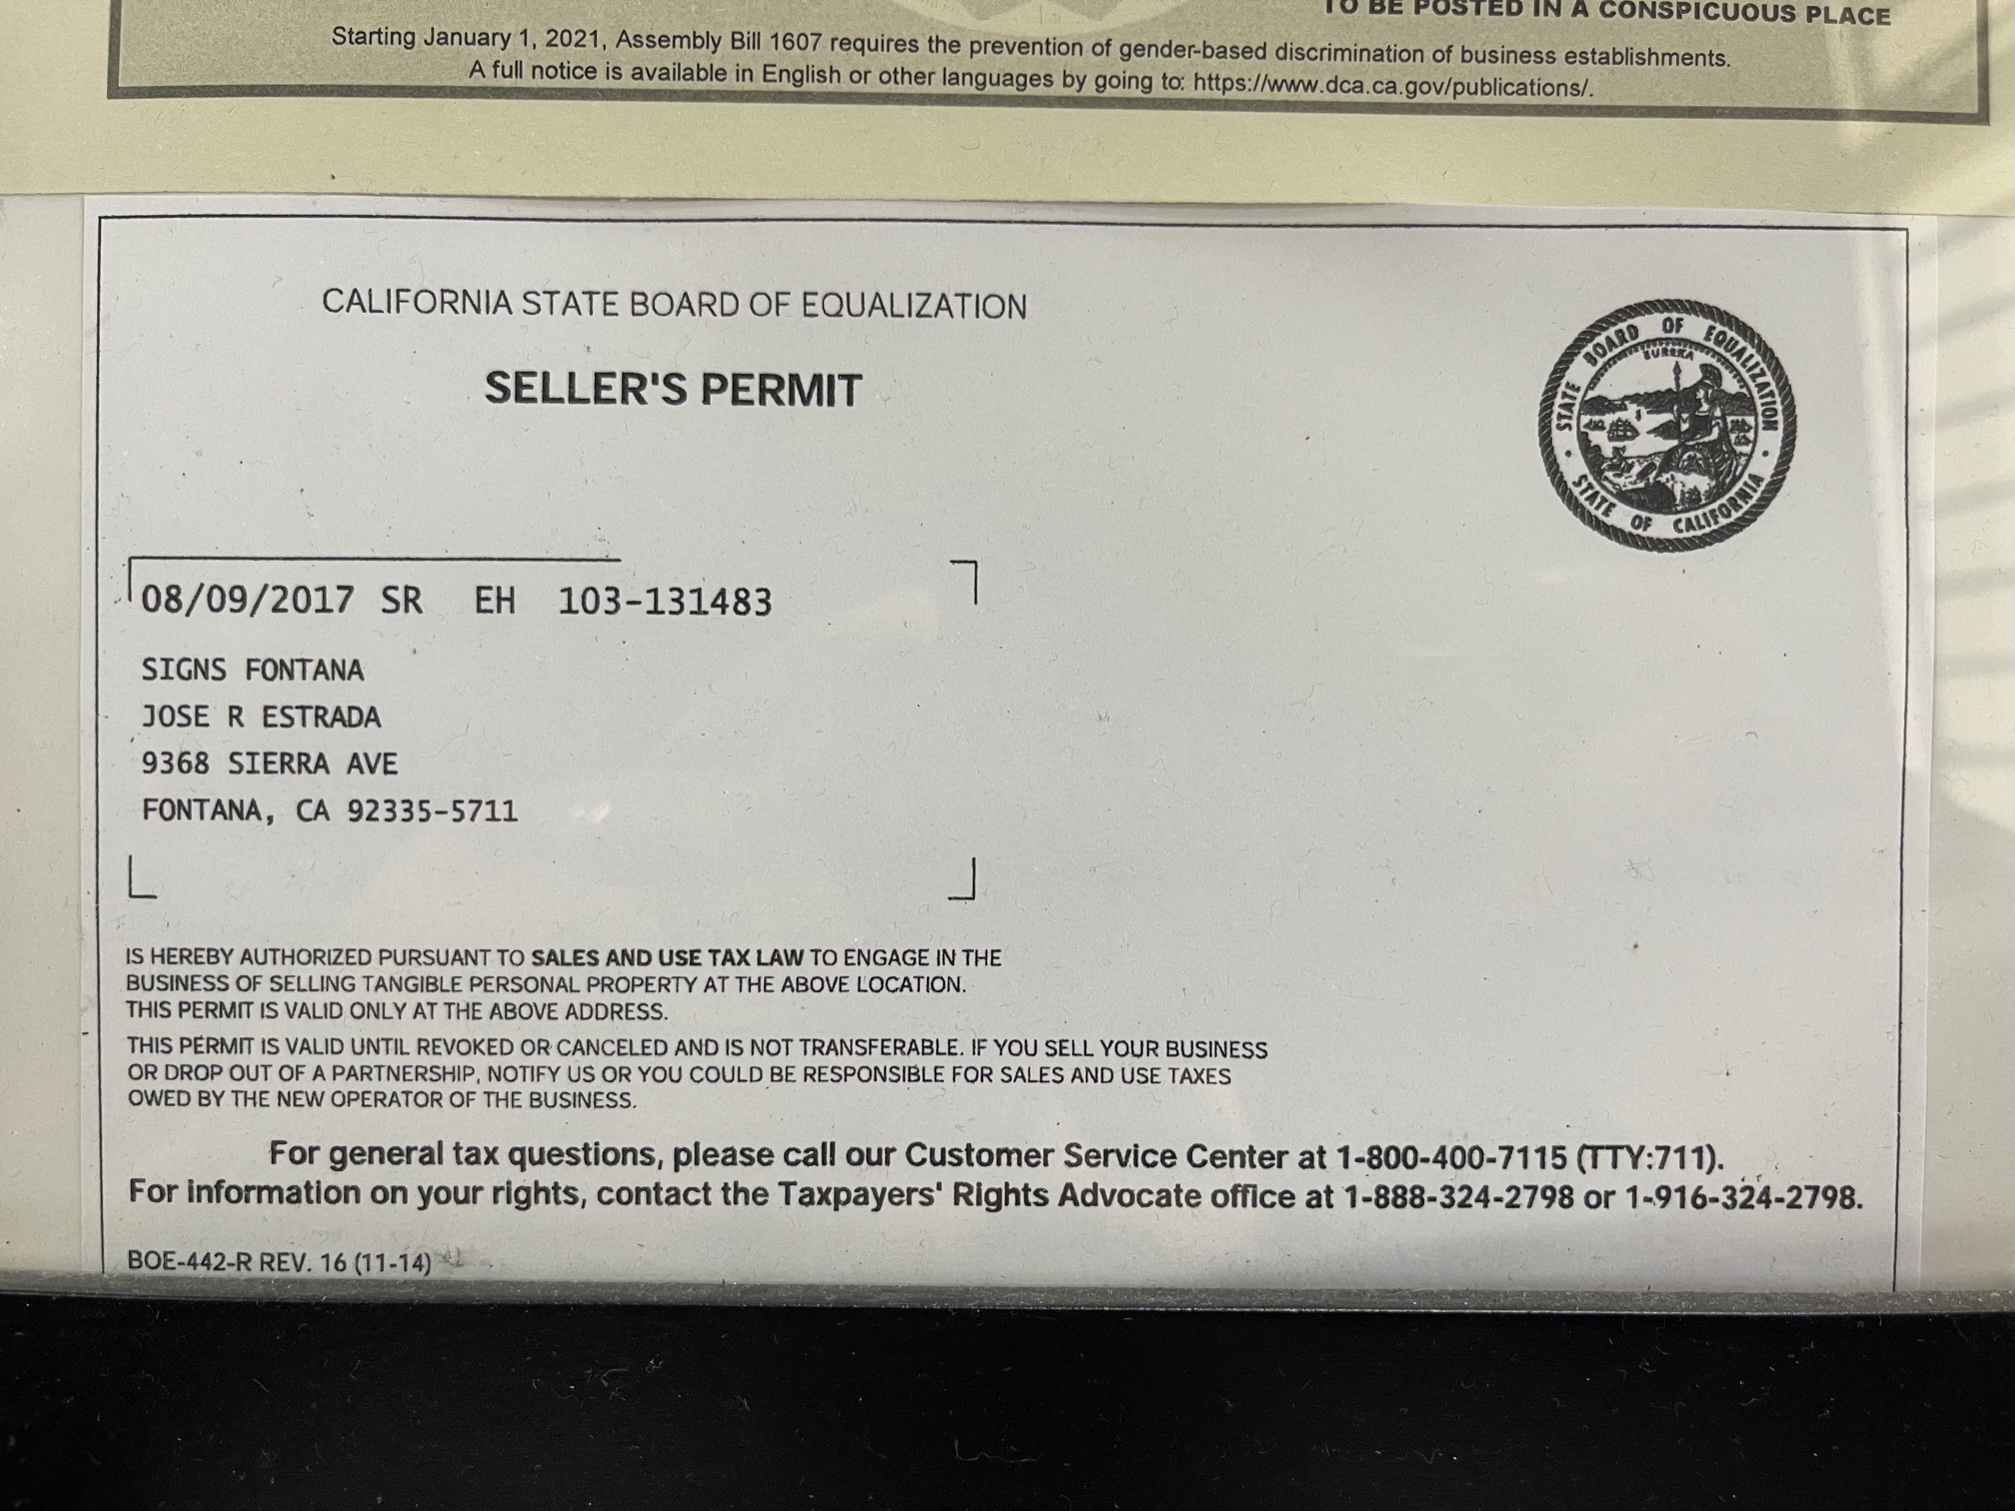 TO BE POSTED IN A CONSPICUOUS PLACE
Starting January 1, 2021, Assembly Bill 1607 requires the prevention of gender-based discrimination of business establishments.
A full notice is available in English or other languages by going to: https://www.dca.ca.gov/publications/.
CALIFORNIA STATE BOARD OF EQUALIZATION
SELLER'S PERMIT
STATE BOARD OF EQUALIZATION
EUREKA
STATE OF CALIFORNIA
08/09/2017 SR EH 103-131483
SIGNS FONTANA
JOSE R ESTRADA
9368 SIERRA AVE
FONTANA, CA 92335-5711
IS HEREBY AUTHORIZED PURSUANT TO SALES AND USE TAX LAW TO ENGAGE IN THE
BUSINESS OF SELLING TANGIBLE PERSONAL PROPERTY AT THE ABOVE LOCATION.
THIS PERMIT IS VALID ONLY AT THE ABOVE ADDRESS.
THIS PERMIT IS VALID UNTIL REVOKED OR CANCELED AND IS NOT TRANSFERABLE. IF YOU SELL YOUR BUSINESS
OR DROP OUT OF A PARTNERSHIP, NOTIFY US OR YOU COULD BE RESPONSIBLE FOR SALES AND USE TAXES
OWED BY THE NEW OPERATOR OF THE BUSINESS.
For general tax questions, please call our Customer Service Center at 1-800-400-7115 (TTY:711).
For information on your rights, contact the Taxpayers' Rights Advocate office at 1-888-324-2798 or 1-916-324-2798.
BOE-442-R REV. 16 (11-14)